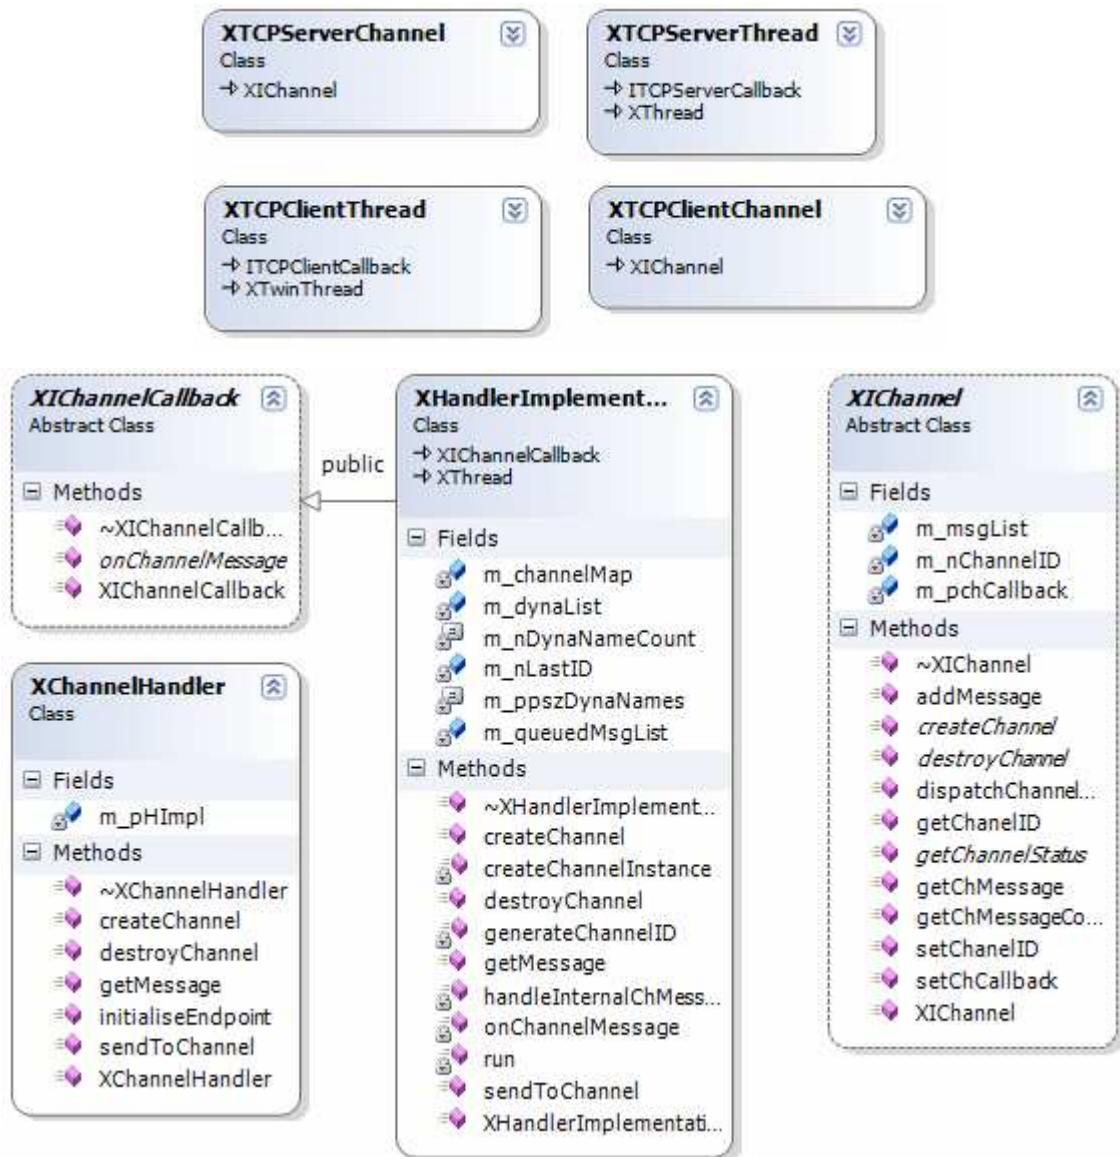 XTCPServerChannel
Class
XIChannel
XTCPServerThread
Class
ITCPServerCallback
XThread
XTCPClientThread
Class
ITCPClientCallback
XTwinThread
XTCPClientChannel
Class
XIChannel
XIChannelCallback
Abstract Class
Methods
~XIChannelCallb...
onChannelMessage
XIChannelCallback
public
XHandlerImplement...
Class
XIChannelCallback
XThread
Fields
m_channelMap
m_dynaList
m_nDynaNameCount
m_nLastID
m_ppszDynaNames
m_queuedMsgList
Methods
~XHandlerImplement...
createChannel
createChannelInstance
destroyChannel
generateChannelID
getMessage
handleInternalChMess...
onChannelMessage
run
sendToChannel
XHandlerImplementati...
XIChannel
Abstract Class
Fields
m_msgList
m_nChannelID
m_pchCallback
Methods
~XIChannel
addMessage
createChannel
destroyChannel
dispatchChannel...
getChanelID
getChannelStatus
getChMessage
getChMessageCo...
setChanelID
setChCallback
XIChannel
XChannelHandler
Class
Fields
m_pHImpl
Methods
~XChannelHandler
createChannel
destroyChannel
getMessage
initialiseEndpoint
sendToChannel
XChannelHandler